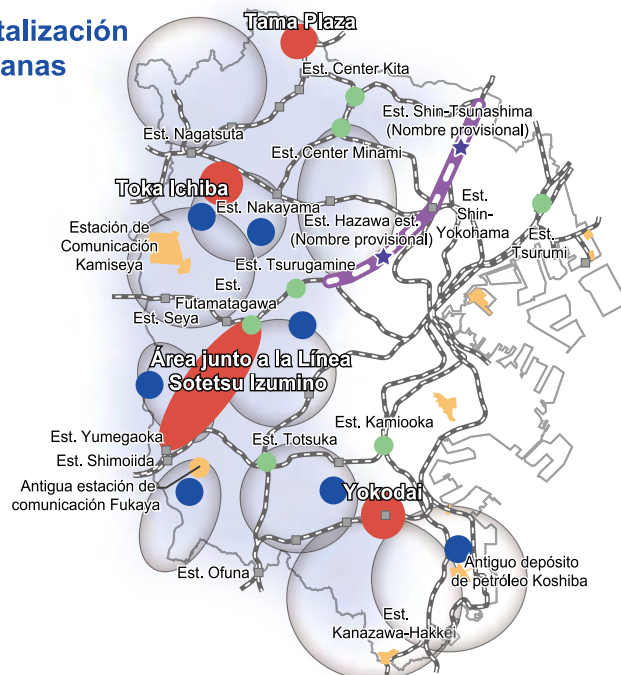 talización
anas
Tama Plaza
Est. Center Kita
Est. Shin-Tsunashima
(Nombre provisional)
Est. Nagatsuta
Est. Center Minami
Toka Ichiba
Est. Nakayama
Est. Hazawa est.
(Nombre provisional)
Est.
Shin-
Yokohama
Est.
Tsurumi
Estación de
Comunicación
Kamiseya
Est. Tsurugamine
Est.
Futamatagawa
Est. Seya
Área junto a la Línea
Sotetsu Izumino
Est. Yumegaoka
Est. Shimoiida
Est. Totsuka
Est. Kamiooka
Antigua estación de
comunicación Fukaya
Yokodai
Est. Ofuna
Antiguo depósito
de petróleo Koshiba
Est.
Kanazawa-Hakkei